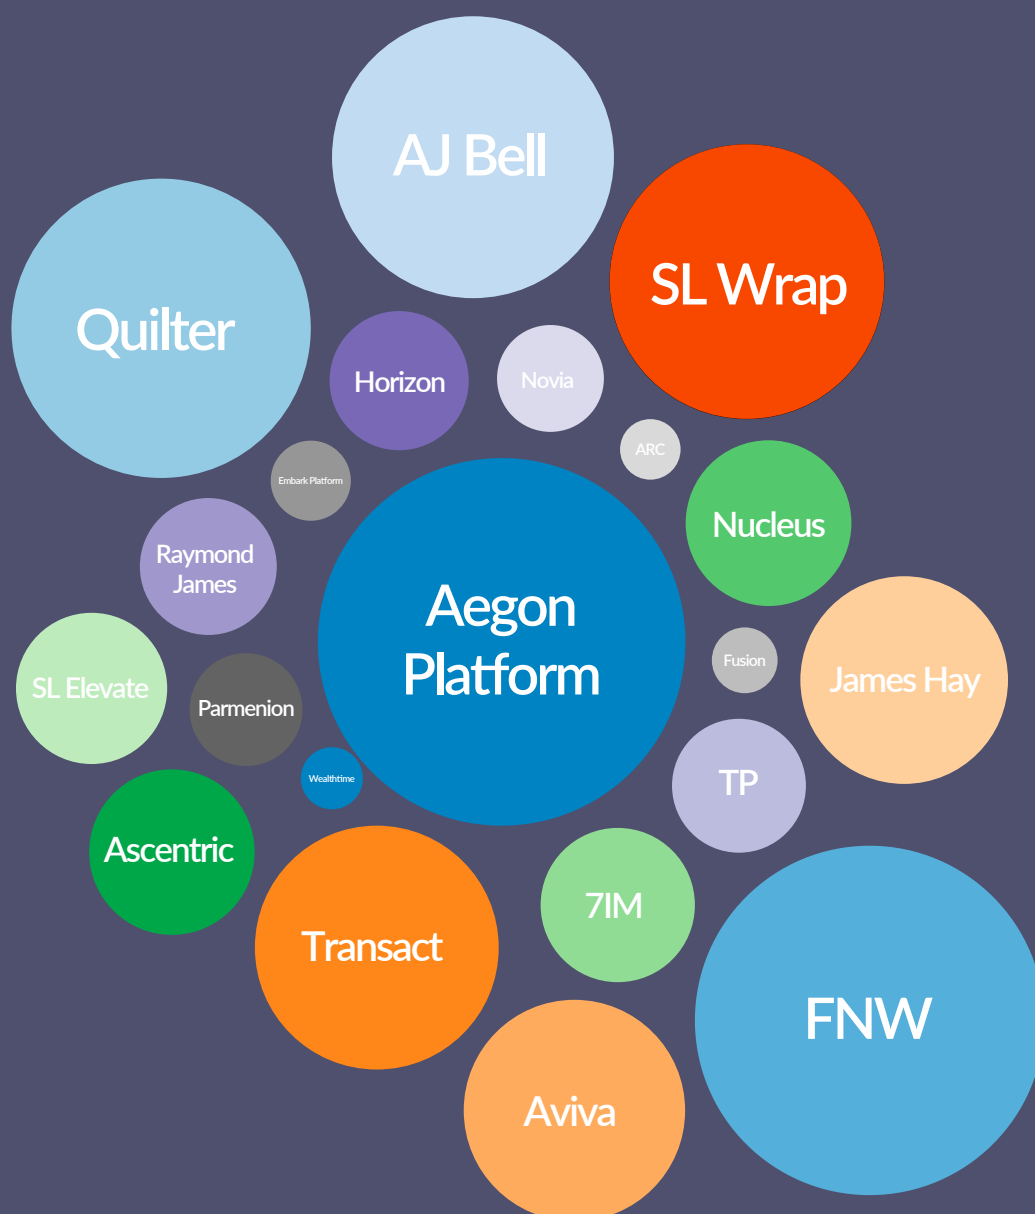 AJ Bell
SL Wrap
Quilter
Horizon
Novia
ARC
Embark Platform
Nucleus
Raymond
James
Aegon
Platform
Fusion
James Hay
SL Elevate
Parmenion
Wealthtime
TP
Ascentric
7IM
Transact
FNW
Aviva